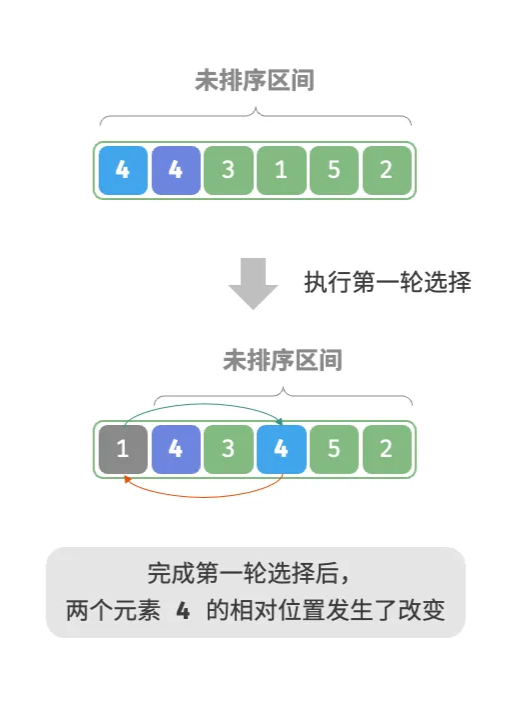 未排序区间
4 4 3 1 5 2
执行第一轮选择
未排序区间
1 4 3 4 5 2
完成第一轮选择后，
两个元素 4 的相对位置发生了改变